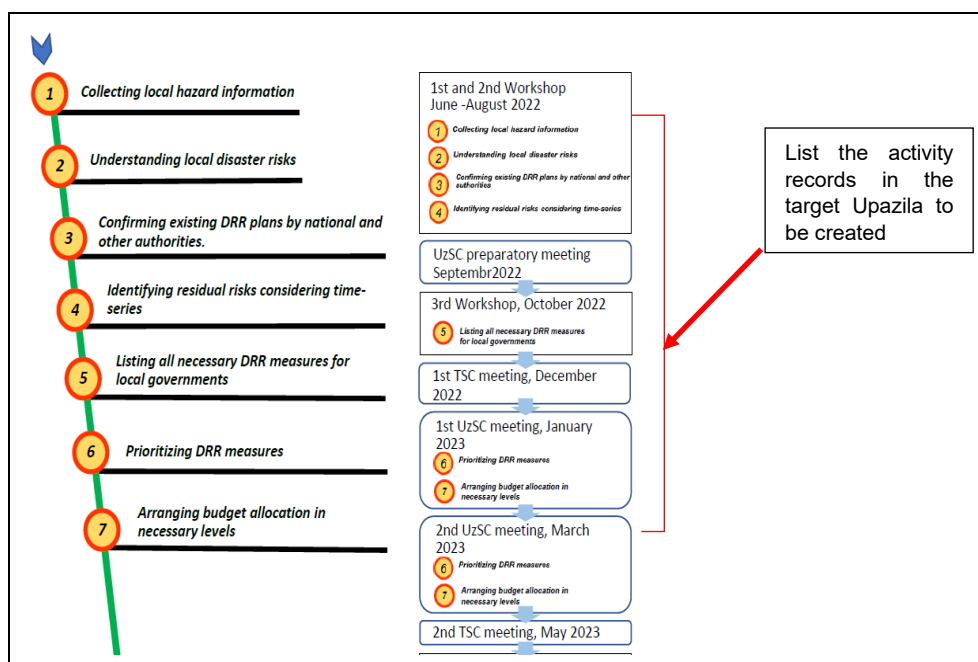 1
Collecting local hazard information
2
Understanding local disaster risks
3
Confirming existing DRR plans by national and
other authorities.
4
Identifying residual risks considering time-
series
5
Listing all necessary DRR measures for
local governments
6
Prioritizing DRR measures
7
Arranging budget allocation in
necessary levels
1st and 2nd Workshop
June -August 2022
1 Collecting local hazard information
2 Understanding local disaster risks
3 Confirming existing DRR plans by national and other
authorities
4 Identifying residual risks considering time-series
UzSC preparatory meeting
Septembr2022
3rd Workshop, October 2022
5 Listing all necessary DRR measures
for local governments
1st TSC meeting, December
2022
1st UzSC meeting, January
2023
6 Prioritizing DRR measures
7 Arranging budget allocation in
necessary levels
2nd UzSC meeting, March
2023
6 Prioritizing DRR measures
7 Arranging budget allocation in
necessary levels
2nd TSC meeting, May 2023
List the activity
records in the
target Upazila to
be created